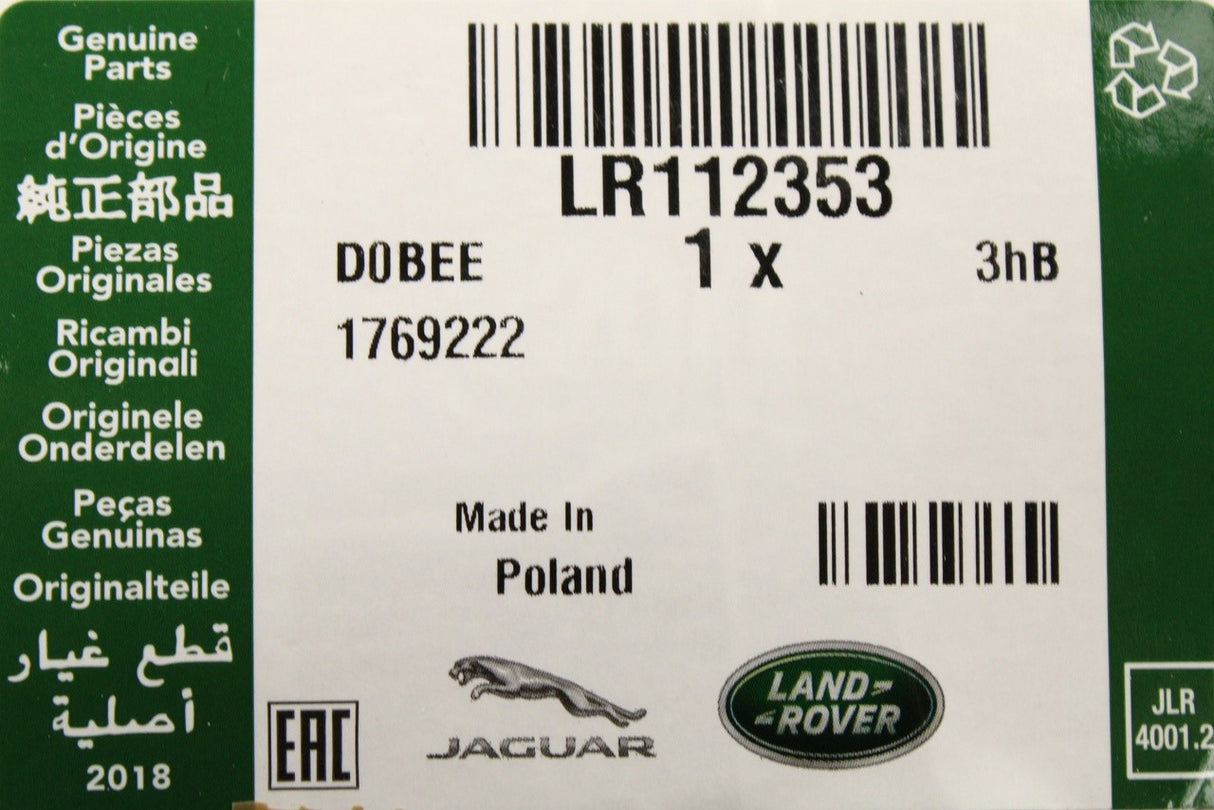 Genuine
Parts
Pièces
d'Origine
純正部品
Piezas
Originales
Ricambi
Originali
Originele
Onderdelen
Peças
Genuinas
Originalteile
قطع غيار
أصلية
2018
LR112353
D0BEE 1 x 3hB
1769222
Made In
Poland
EAC
JAGUAR
LAND-
-ROVER
JLR
4001.2